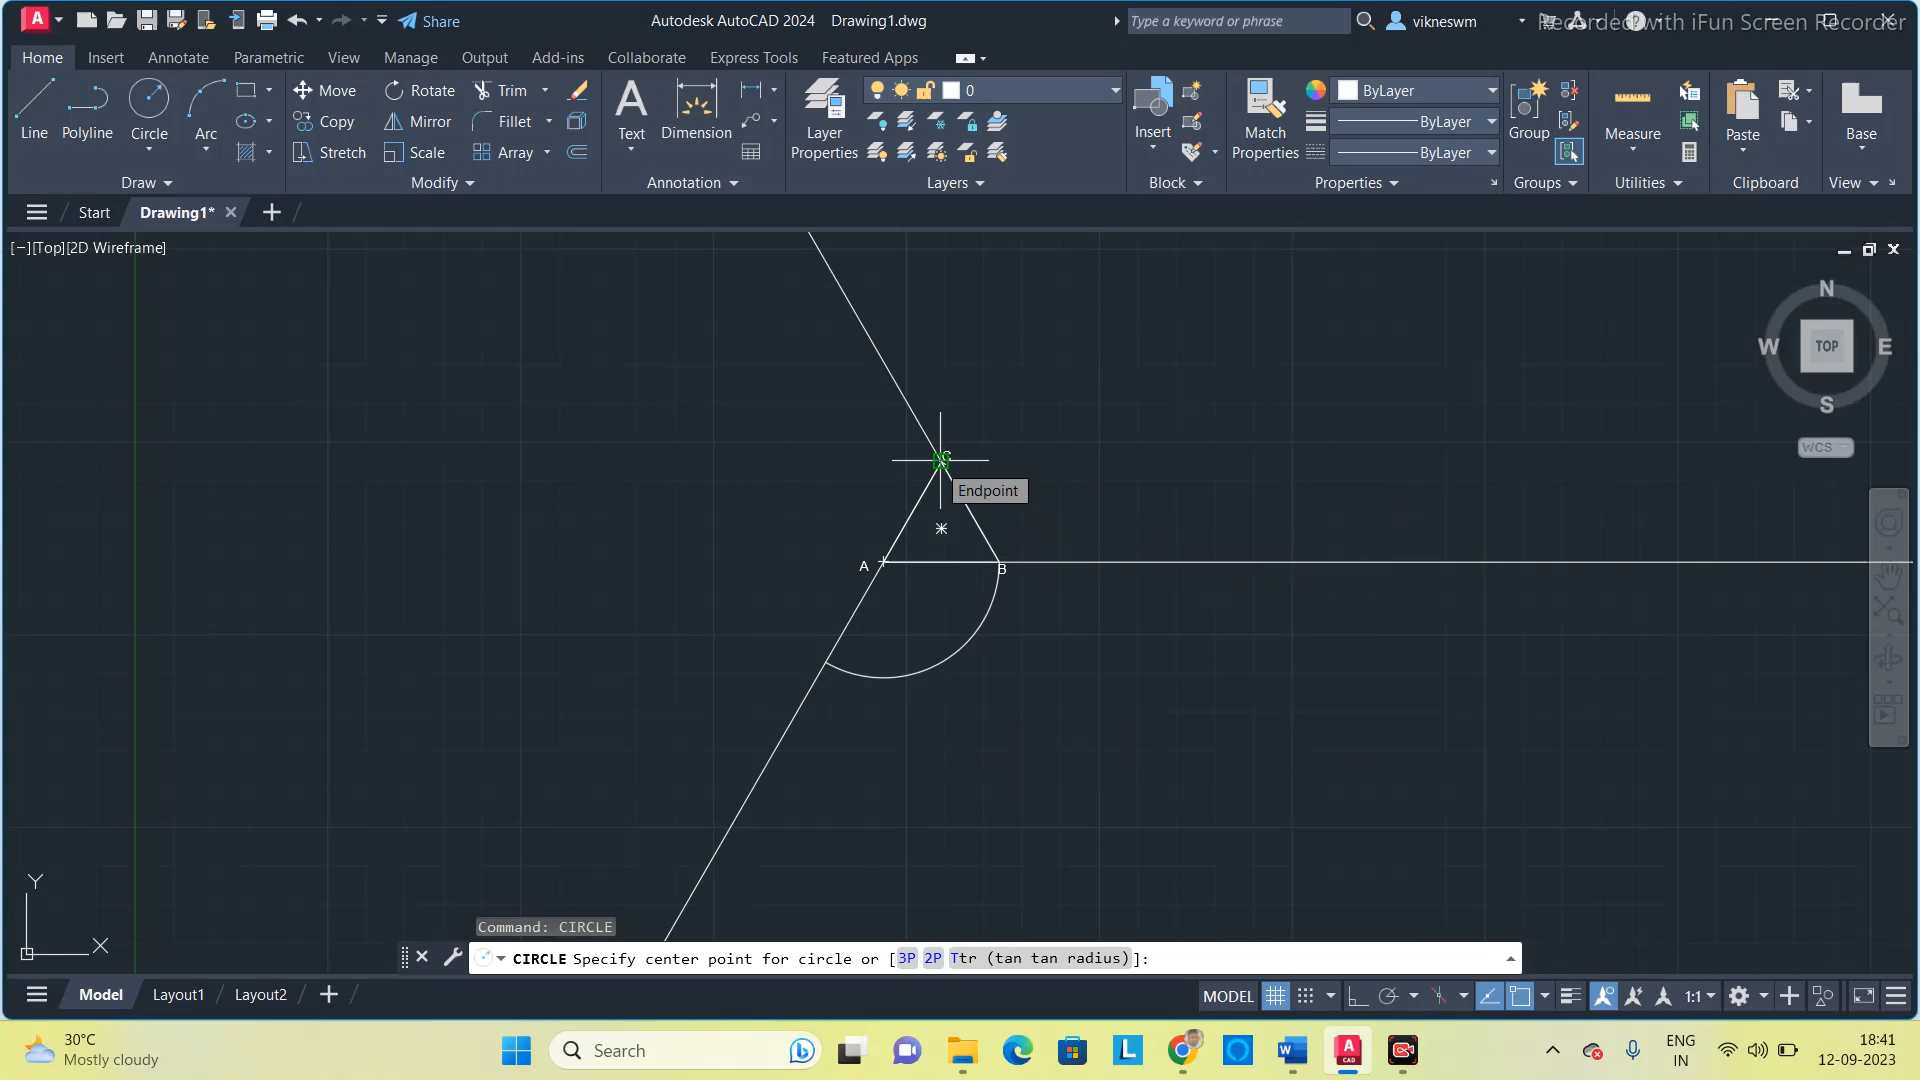 Autodesk AutoCAD 2024 Drawing1.dwg
Share
Type a keyword or phrase
vikneswm
Recorded with iFun Screen Recorder
Home Insert Annotate Parametric View Manage Output Add-ins Collaborate Express Tools Featured Apps
Line Polyline Circle Arc
Move Rotate Trim
Copy Mirror Fillet
Stretch Scale Array
Text Dimension
Layer
Properties
0
Insert
Match
Properties
ByLayer
ByLayer
ByLayer
Group
Measure
Paste
Base
Draw Modify Annotation Layers Block Properties Groups Utilities Clipboard View
Start Drawing1*
[−][Top][2D Wireframe]
N
W TOP E
S
WCS
Endpoint
A
B
Y
X
Command: CIRCLE
CIRCLE Specify center point for circle or [3P 2P Ttr (tan tan radius)]:
Model Layout1 Layout2
MODEL
1:1
30°C
Mostly cloudy
Search
ENG
IN
18:41
12-09-2023